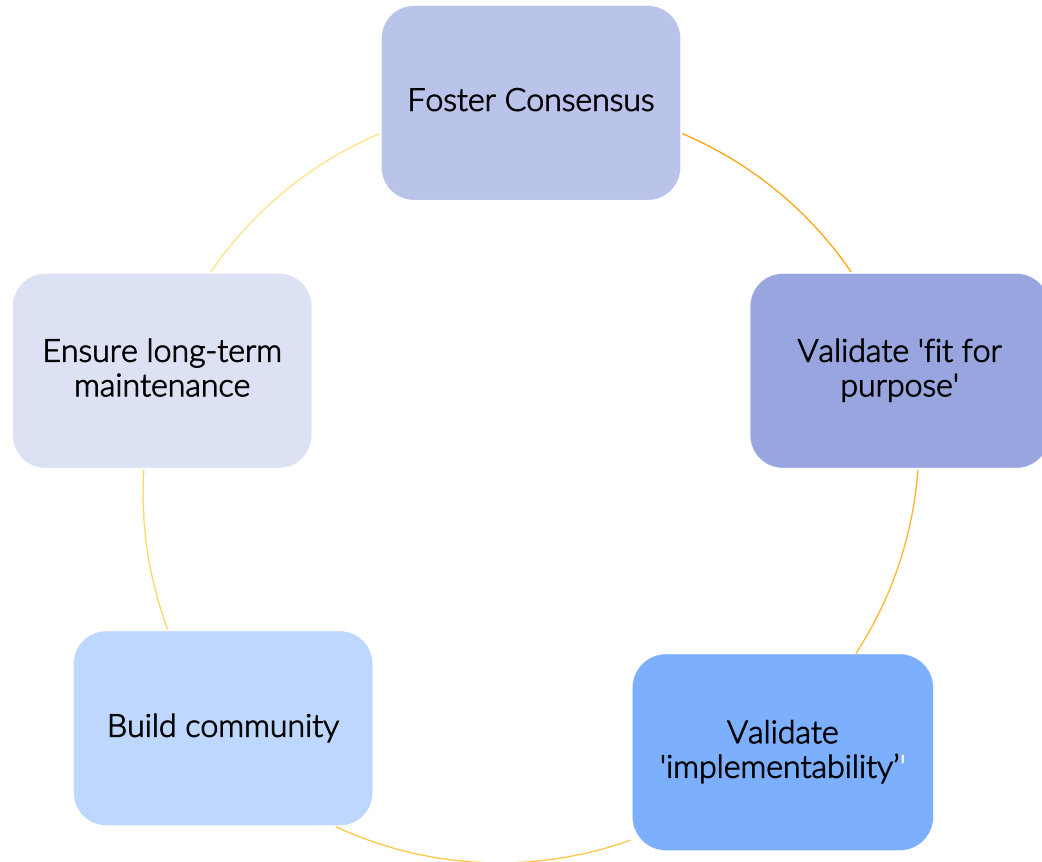 Foster Consensus
Validate 'fit for
purpose'
Validate
'implementability’'
Build community
Ensure long-term
maintenance